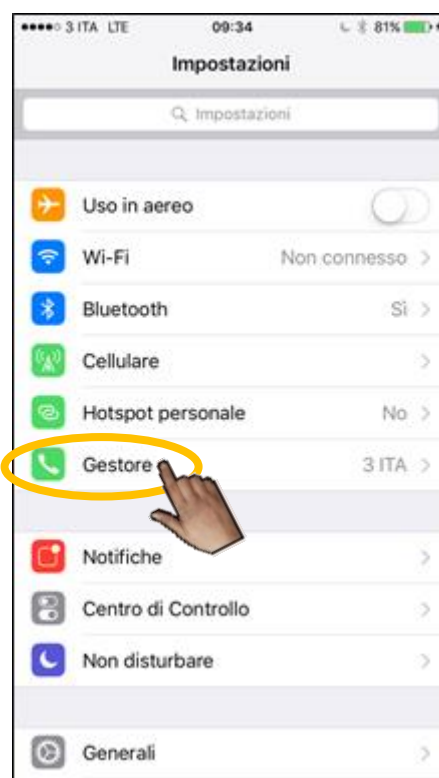 3 ITA LTE 09:34 81%
Impostazioni
Impostazioni
Uso in aereo
Wi-Fi Non connesso
Bluetooth Sì
Cellulare
Hotspot personale No
Gestore 3 ITA
Notifiche
Centro di Controllo
Non disturbare
Generali